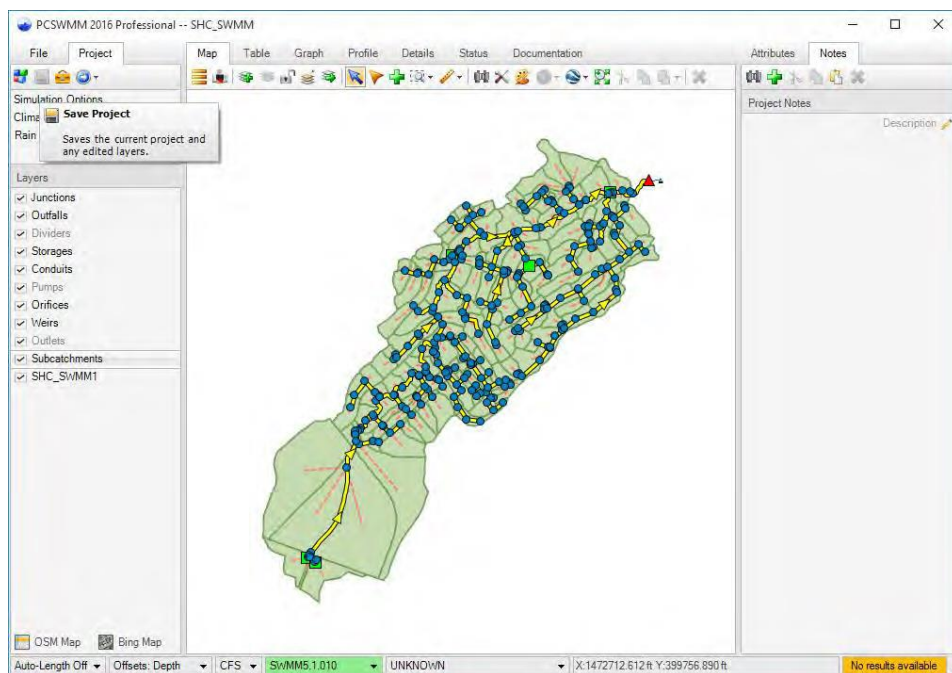 PCSWMM 2016 Professional -- SHC_SWMM
File Project Map Table Graph Profile Details Status Documentation Attributes Notes
Simulation Options
Clima
Rain
Save Project
Saves the current project and
any edited layers.
Project Notes
Description
Layers
Junctions
Outfalls
Dividers
Storages
Conduits
Pumps
Orifices
Weirs
Outlets
Subcatchments
SHC_SWMM1
OSM Map Bing Map
Auto-Length Off Offsets: Depth CFS SWMM5.1.010 UNKNOWN X:1472712.612 ft Y:399756.890 ft No results available